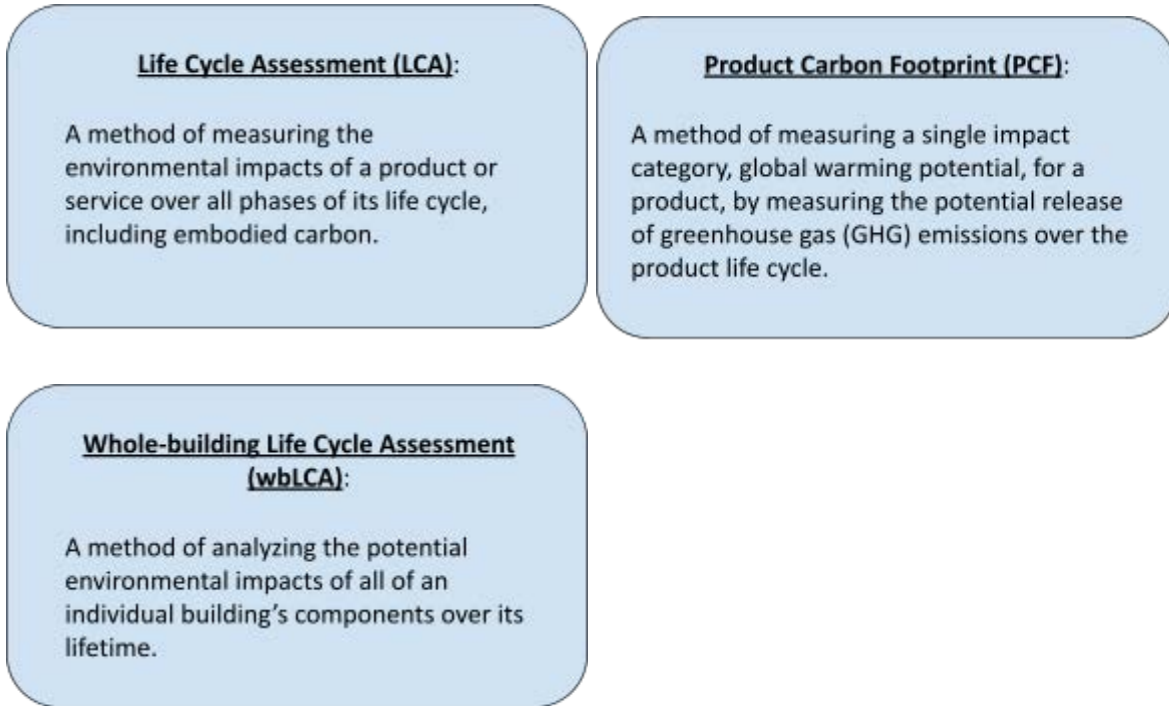 Life Cycle Assessment (LCA):
A method of measuring the
environmental impacts of a product or
service over all phases of its life cycle,
including embodied carbon.
Product Carbon Footprint (PCF):
A method of measuring a single impact
category, global warming potential, for a
product, by measuring the potential release
of greenhouse gas (GHG) emissions over the
product life cycle.
Whole-building Life Cycle Assessment
(wbLCA):
A method of analyzing the potential
environmental impacts of all of an
individual building’s components over its
lifetime.